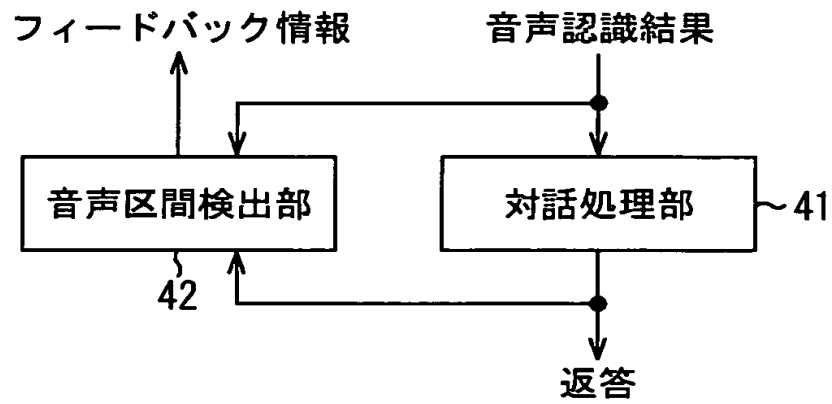 フィードバック情報
音声認識結果
音声区間検出部
対話処理部
41
42
返答